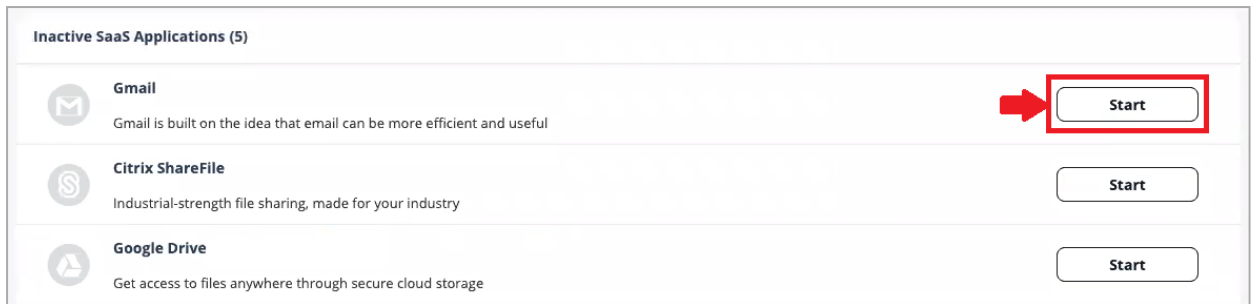 Inactive SaaS Applications (5)
Gmail
Start
Gmail is built on the idea that email can be more efficient and useful
Citrix ShareFile
Start
Industrial-strength file sharing, made for your industry
Google Drive
Start
Get access to files anywhere through secure cloud storage